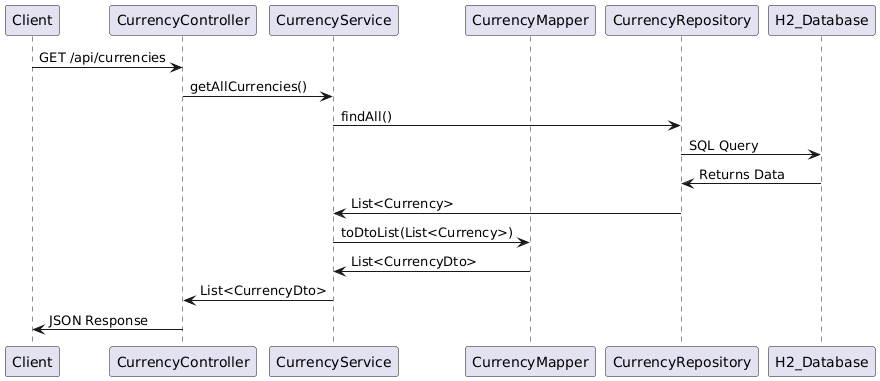 Client CurrencyController CurrencyService CurrencyMapper CurrencyRepository H2_Database
GET /api/currencies
getAllCurrencies()
findAll()
SQL Query
Returns Data
List<Currency>
toDtoList(List<Currency>)
List<CurrencyDto>
List<CurrencyDto>
JSON Response
Client CurrencyController CurrencyService CurrencyMapper CurrencyRepository H2_Database